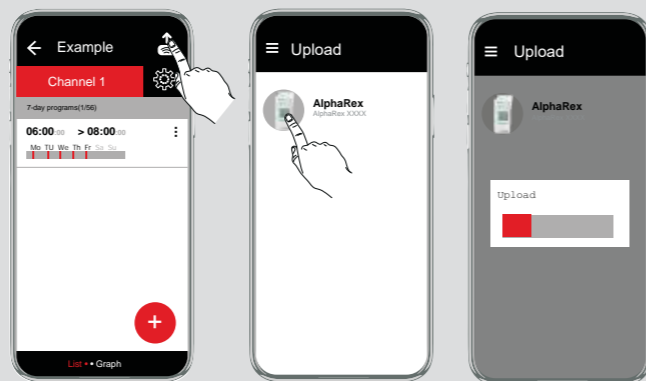 Example
Channel 1
7-day programs(1/56)
06:00:00 > 08:00:00
Mo TU We Th Fr Sa Su
+
List • • Graph
Upload
AlphaRex
AlphaRex XXXX
Upload
AlphaRex
Upload